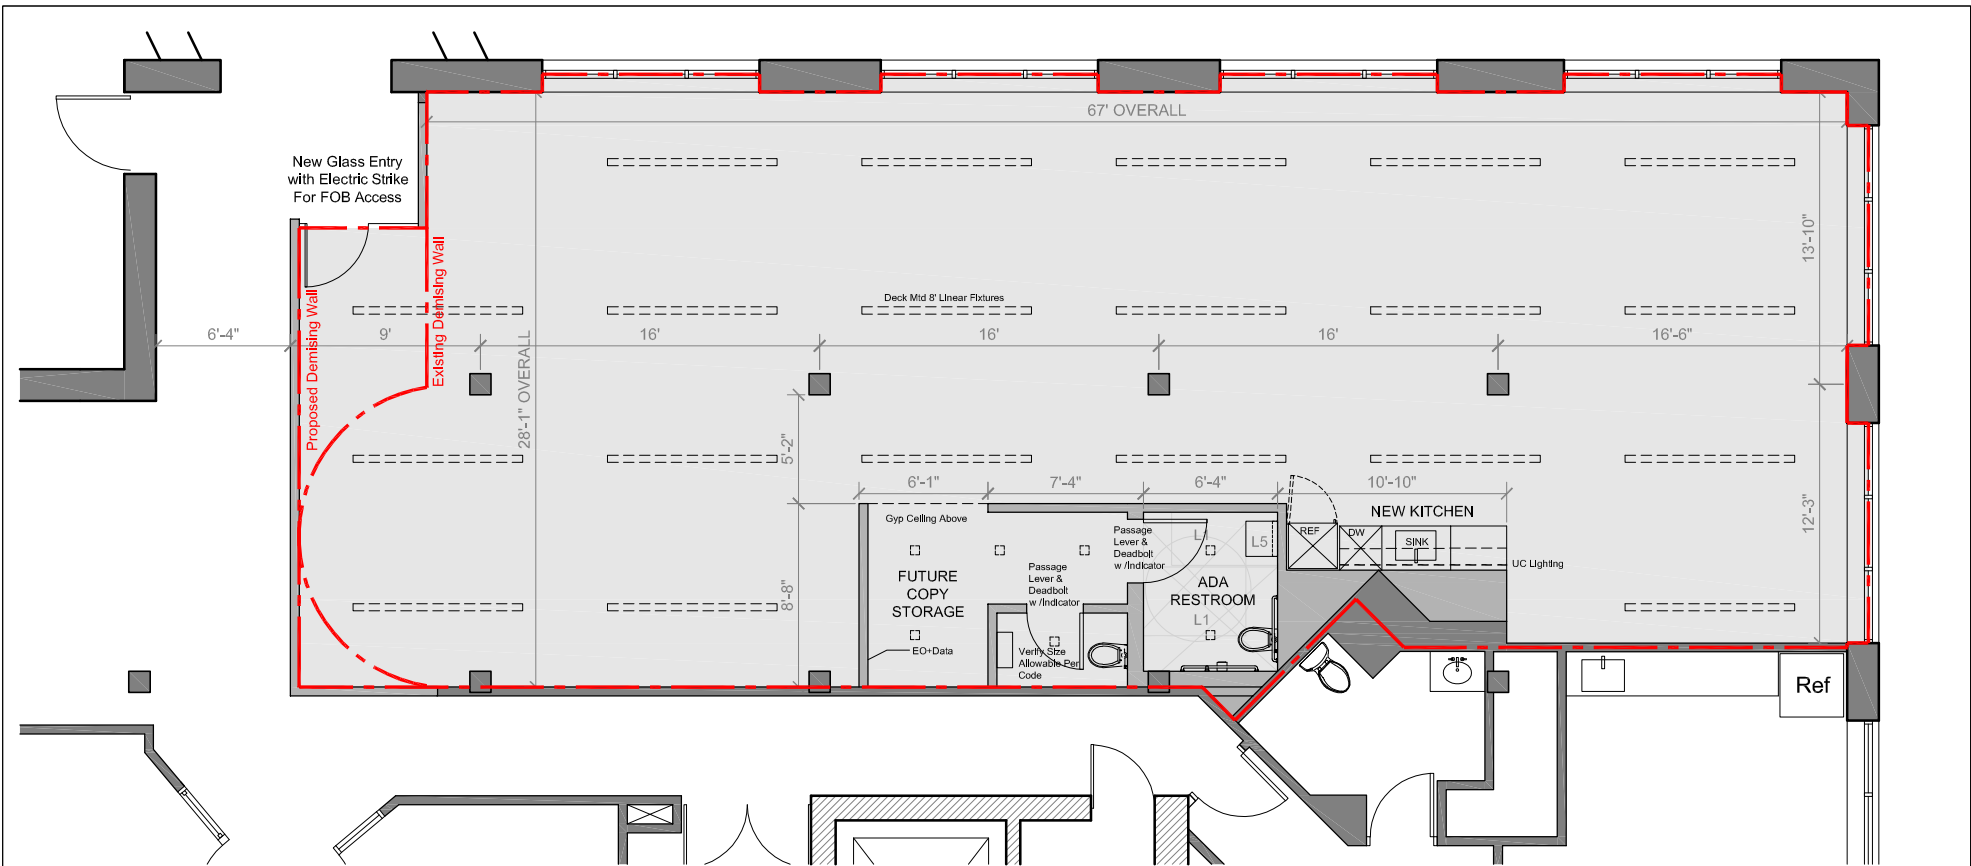 67' OVERALL
New Glass Entry
with Electric Strike
For FOB Access
Existing Demising Wall
Proposed Demising Wall
13'-10"
Deck Mtd 8' Linear Fixtures
6'-4"
9'
16'
16'
16'
16'-6"
28'-1" OVERALL
5'-2"
6'-1"
7'-4"
6'-4"
10'-10"
NEW KITCHEN
12'-3"
Gyp Ceiling Above
Passage
Lever &
Deadbolt
w /Indicator
L1
L5
REF
DW
SINK
UC Lighting
FUTURE
COPY
STORAGE
Passage
Lever &
Deadbolt
w /Indicator
ADA
RESTROOM
L1
8'-8"
EO+Data
Verify Size
Allowable Per
Code
Ref